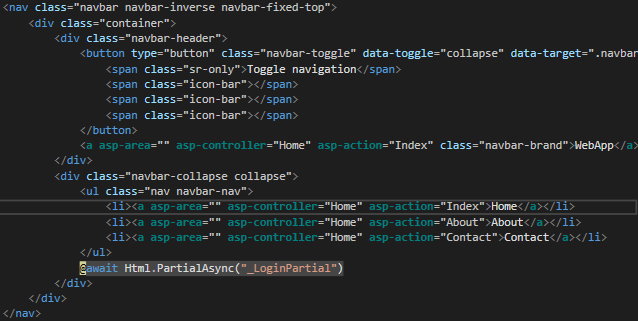 <nav class="navbar navbar-inverse navbar-fixed-top">
<div class="container">
<div class="navbar-header">
<button type="button" class="navbar-toggle" data-toggle="collapse" data-target=".navbar
<span class="sr-only">Toggle navigation</span>
<span class="icon-bar"></span>
<span class="icon-bar"></span>
<span class="icon-bar"></span>
</button>
<a asp-area="" asp-controller="Home" asp-action="Index" class="navbar-brand">WebApp</a>
</div>
<div class="navbar-collapse collapse">
<ul class="nav navbar-nav">
<li><a asp-area="" asp-controller="Home" asp-action="Index">Home</a></li>
<li><a asp-area="" asp-controller="Home" asp-action="About">About</a></li>
<li><a asp-area="" asp-controller="Home" asp-action="Contact">Contact</a></li>
</ul>
@await Html.PartialAsync("_LoginPartial")
</div>
</div>
</nav>